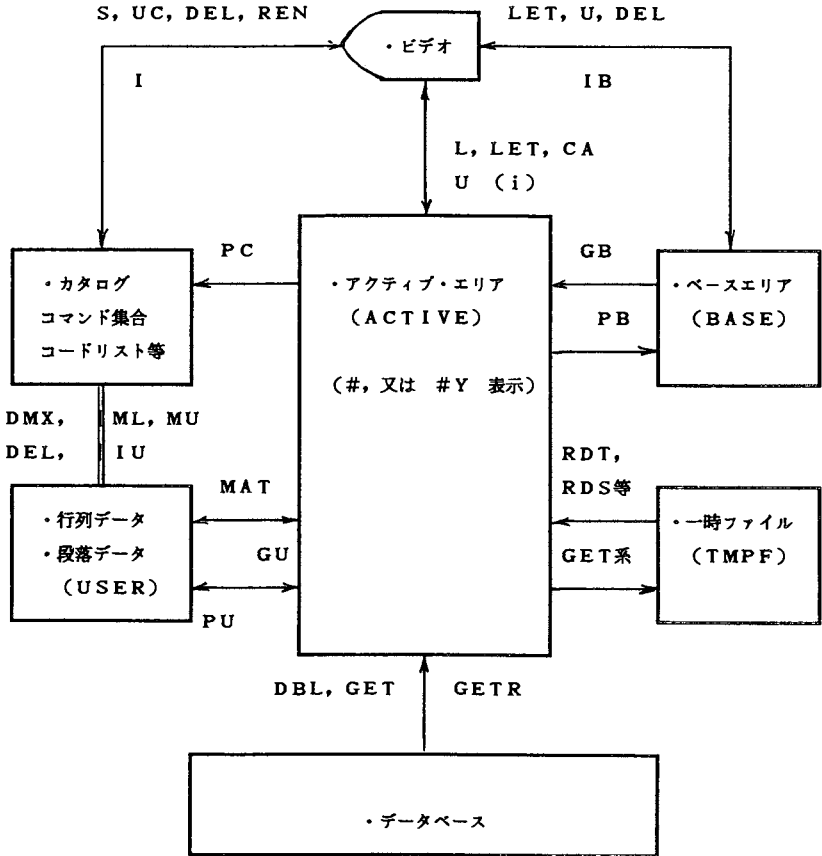 S, UC, DEL, REN
LET, U, DEL
・ビデオ
I
IB
L, LET, CA
U (i)
PC
GB
・カタログ
コマンド集合
コードリスト等
・アクティブ・エリア
(ACTIVE)
(#, 又は #Y 表示)
・ベースエリア
(BASE)
PB
DMX,
ML, MU
DEL,
IU
RDT,
RDS等
MAT
・行列データ
・段落データ
(USER)
GU
PU
・一時ファイル
(TMPF)
GET系
DBL, GET
GETR
・データベース